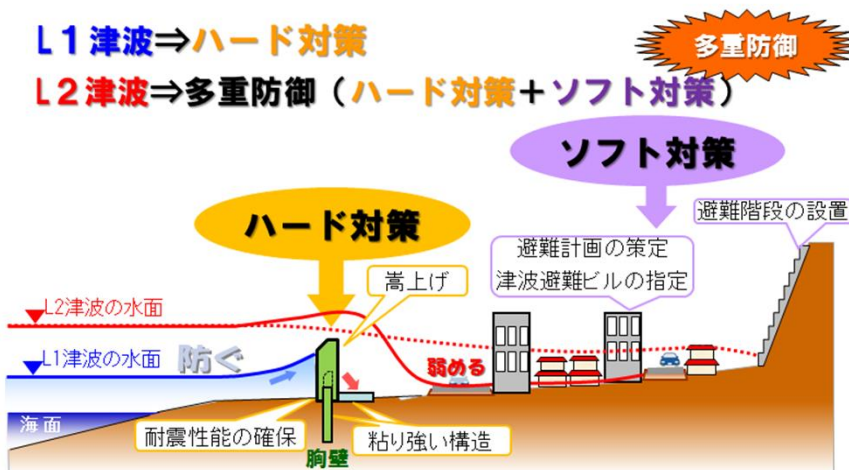 L1津波⇒ハード対策
多重防御
L2津波⇒多重防御(ハード対策+ソフト対策)
ソフト対策
ハード対策
避難階段の設置
避難計画の策定
津波避難ビルの指定
嵩上げ
L2津波の水面
L1津波の水面
防ぐ
弱める
海面
耐震性能の確保
粘り強い構造
胸壁